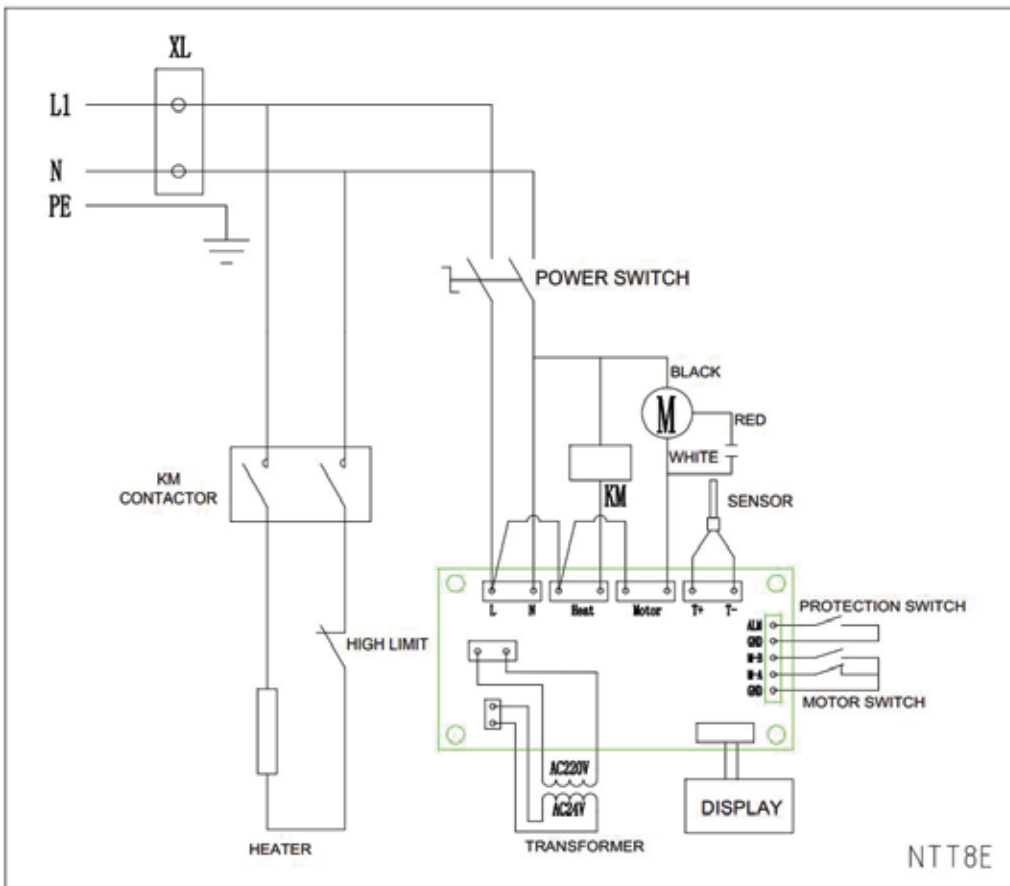 XL
L1
N
PE
POWER SWITCH
BLACK
M
RED
WHITE
KM
CONTACTOR
KM
SENSOR
L N Heat Motor T+ T-
PROTECTION SWITCH
ALM
GND
M-B
M-A
GND
MOTOR SWITCH
HIGH LIMIT
AC220V
AC24V
DISPLAY
HEATER
TRANSFORMER
NTT8E